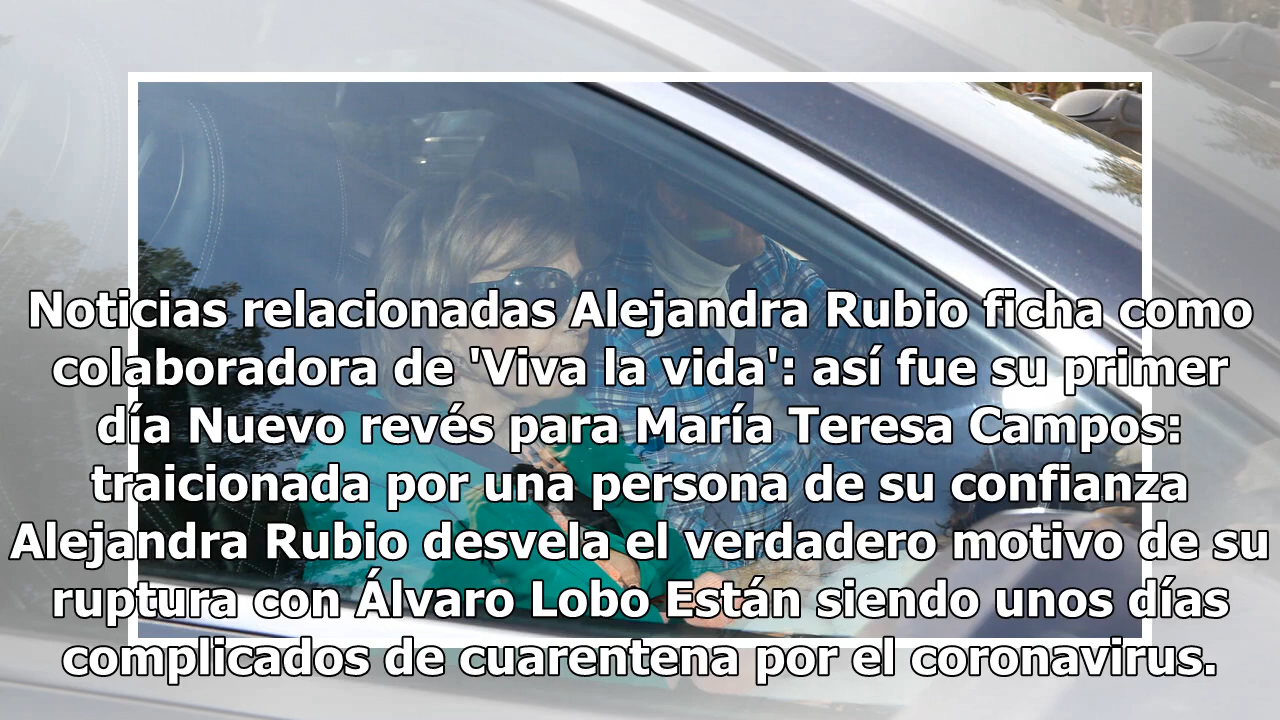 Noticias relacionadas Alejandra Rubio ficha como
colaboradora de 'Viva la vida': así fue su primer
día Nuevo revés para María Teresa Campos:
traicionada por una persona de su confianza
Alejandra Rubio desvela el verdadero motivo de su
ruptura con Álvaro Lobo Están siendo unos días
complicados de cuarentena por el coronavirus.